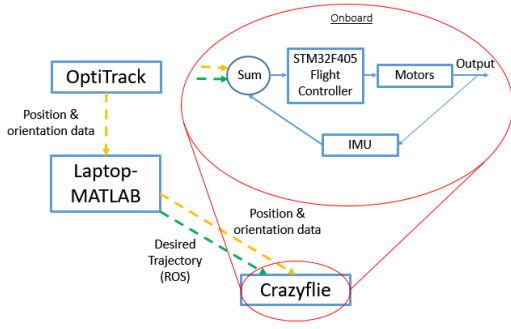 Onboard
OptiTrack
Sum
STM32F405
Flight
Controller
Motors
Output
IMU
Position &
orientation data
Laptop-
MATLAB
Position &
orientation data
Desired
Trajectory
(ROS)
Crazyflie